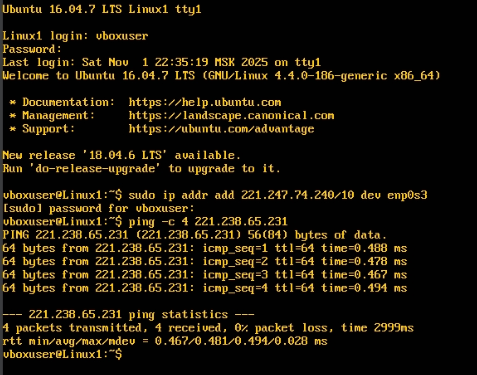 Ubuntu 16.04.7 LTS Linux1 tty1
Linux1 login: vboxuser
Password:
Last login: Sat Nov  1 22:35:19 MSK 2025 on tty1
Welcome to Ubuntu 16.04.7 LTS (GNU/Linux 4.4.0-186-generic x86_64)
* Documentation:  https://help.ubuntu.com
* Management:     https://landscape.canonical.com
* Support:        https://ubuntu.com/advantage
New release '18.04.6 LTS' available.
Run 'do-release-upgrade' to upgrade to it.
vboxuser@Linux1:~$ sudo ip addr add 221.247.74.240/10 dev enp0s3
[sudo] password for vboxuser:
vboxuser@Linux1:~$ ping -c 4 221.238.65.231
PING 221.238.65.231 (221.238.65.231) 56(84) bytes of data.
64 bytes from 221.238.65.231: icmp_seq=1 ttl=64 time=0.488 ms
64 bytes from 221.238.65.231: icmp_seq=2 ttl=64 time=0.478 ms
64 bytes from 221.238.65.231: icmp_seq=3 ttl=64 time=0.467 ms
64 bytes from 221.238.65.231: icmp_seq=4 ttl=64 time=0.494 ms
--- 221.238.65.231 ping statistics ---
4 packets transmitted, 4 received, 0% packet loss, time 2999ms
rtt min/avg/max/mdev = 0.467/0.481/0.494/0.028 ms
vboxuser@Linux1:~$